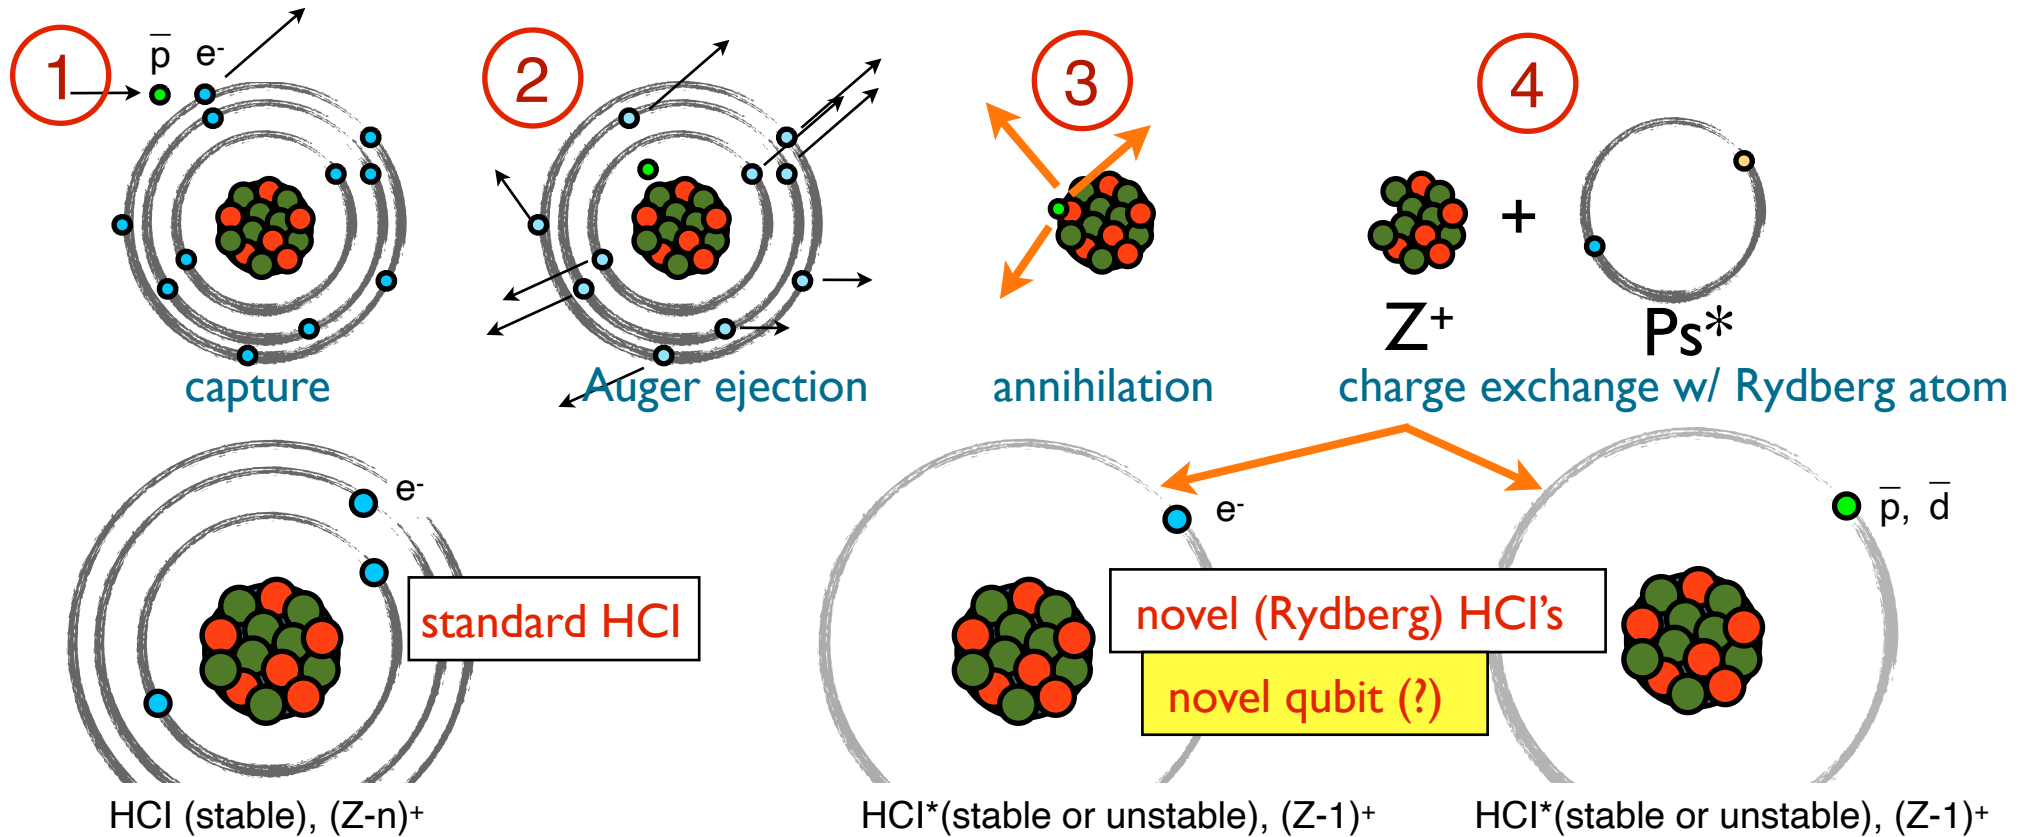 1
p̅ e⁻
2
3
4
+
Z⁺
Ps*
capture
Auger ejection
annihilation
charge exchange w/ Rydberg atom
e⁻
standard HCI
e⁻
p̅, d̅
novel (Rydberg) HCI's
novel qubit (?)
HCI (stable), (Z-n)⁺
HCI*(stable or unstable), (Z-1)⁺
HCI*(stable or unstable), (Z-1)⁺